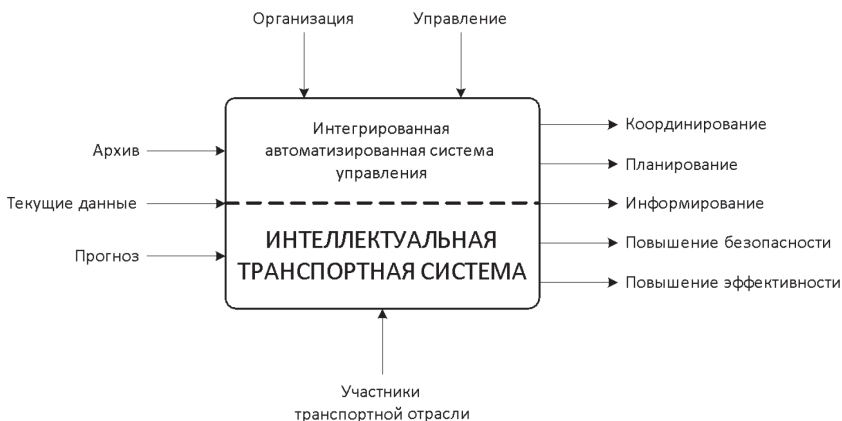 Организация
Управление
Интегрированная
автоматизированная система
управления
Архив
Текущие данные
Прогноз
ИНТЕЛЛЕКТУАЛЬНАЯ
ТРАНСПОРТНАЯ СИСТЕМА
Координирование
Планирование
Информирование
Повышение безопасности
Повышение эффективности
Участники
транспортной отрасли